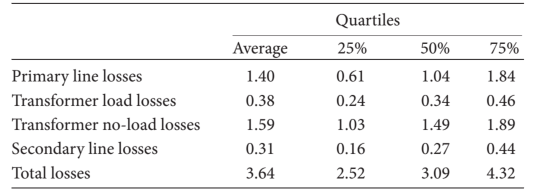 Quartiles
Average 25% 50% 75%
Primary line losses 1.40 0.61 1.04 1.84
Transformer load losses 0.38 0.24 0.34 0.46
Transformer no-load losses 1.59 1.03 1.49 1.89
Secondary line losses 0.31 0.16 0.27 0.44
Total losses 3.64 2.52 3.09 4.32